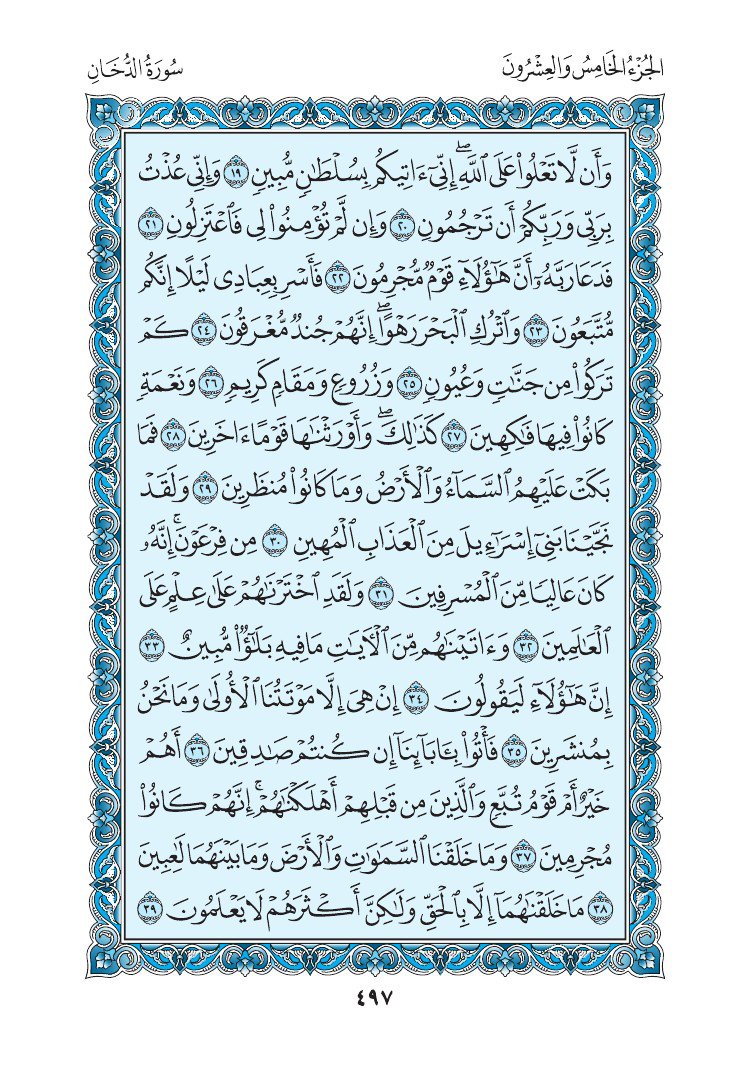 الجُزْءُ الخَامِسُ وَالعِشْرُونَ
سُورَةُ الدُّخَانِ
وَأَن لَّا تَعْلُوا۟ عَلَى ٱللَّهِ ۖ إِنِّىٓ ءَاتِيكُم بِسُلْطَـٰنٍ مُّبِينٍ ١٩ وَإِنِّى عُذْتُ
بِرَبِّى وَرَبِّكُمْ أَن تَرْجُمُونِ ٢٠ وَإِن لَّمْ تُؤْمِنُوا۟ لِى فَٱعْتَزِلُونِ ٢١
فَدَعَا رَبَّهُۥٓ أَنَّ هَـٰٓؤُلَآءِ قَوْمٌ مُّجْرِمُونَ ٢٢ فَأَسْرِ بِعِبَادِى لَيْلًا إِنَّكُم
مُّتَّبَعُونَ ٢٣ وَٱتْرُكِ ٱلْبَحْرَ رَهْوًا ۖ إِنَّهُمْ جُندٌ مُّغْرَقُونَ ٢٤ كَمْ
تَرَكُوا۟ مِن جَنَّـٰتٍ وَعُيُونٍ ٢٥ وَزُرُوعٍ وَمَقَامٍ كَرِيمٍ ٢٦ وَنَعْمَةٍ
كَانُوا۟ فِيهَا فَـٰكِهِينَ ٢٧ كَذَٰلِكَ ۖ وَأَوْرَثْنَـٰهَا قَوْمًا ءَاخَرِينَ ٢٨ فَمَا
بَكَتْ عَلَيْهِمُ ٱلسَّمَآءُ وَٱلْأَرْضُ وَمَا كَانُوا۟ مُنظَرِينَ ٢٩ وَلَقَدْ
نَجَّيْنَا بَنِىٓ إِسْرَٰٓءِيلَ مِنَ ٱلْعَذَابِ ٱلْمُهِينِ ٣٠ مِن فِرْعَوْنَ ۚ إِنَّهُۥ
كَانَ عَالِيًا مِّنَ ٱلْمُسْرِفِينَ ٣١ وَلَقَدِ ٱخْتَرْنَـٰهُمْ عَلَىٰ عِلْمٍ عَلَى
ٱلْعَـٰلَمِينَ ٣٢ وَءَاتَيْنَـٰهُم مِّنَ ٱلْـَٔايَـٰتِ مَا فِيهِ بَلَـٰٓؤٌا۟ مُّبِينٌ ٣٣
إِنَّ هَـٰٓؤُلَآءِ لَيَقُولُونَ ٣٤ إِنْ هِىَ إِلَّا مَوْتَتُنَا ٱلْأُولَىٰ وَمَا نَحْنُ
بِمُنشَرِينَ ٣٥ فَأْتُوا۟ بِـَٔابَآئِنَآ إِن كُنتُمْ صَـٰدِقِينَ ٣٦ أَهُمْ
خَيْرٌ أَمْ قَوْمُ تُبَّعٍ وَٱلَّذِينَ مِن قَبْلِهِمْ ۚ أَهْلَكْنَـٰهُمْ ۖ إِنَّهُمْ كَانُوا۟
مُجْرِمِينَ ٣٧ وَمَا خَلَقْنَا ٱلسَّمَـٰوَٰتِ وَٱلْأَرْضَ وَمَا بَيْنَهُمَا لَـٰعِبِينَ
٣٨ مَا خَلَقْنَـٰهُمَآ إِلَّا بِٱلْحَقِّ وَلَـٰكِنَّ أَكْثَرَهُمْ لَا يَعْلَمُونَ ٣٩
٤٩٧